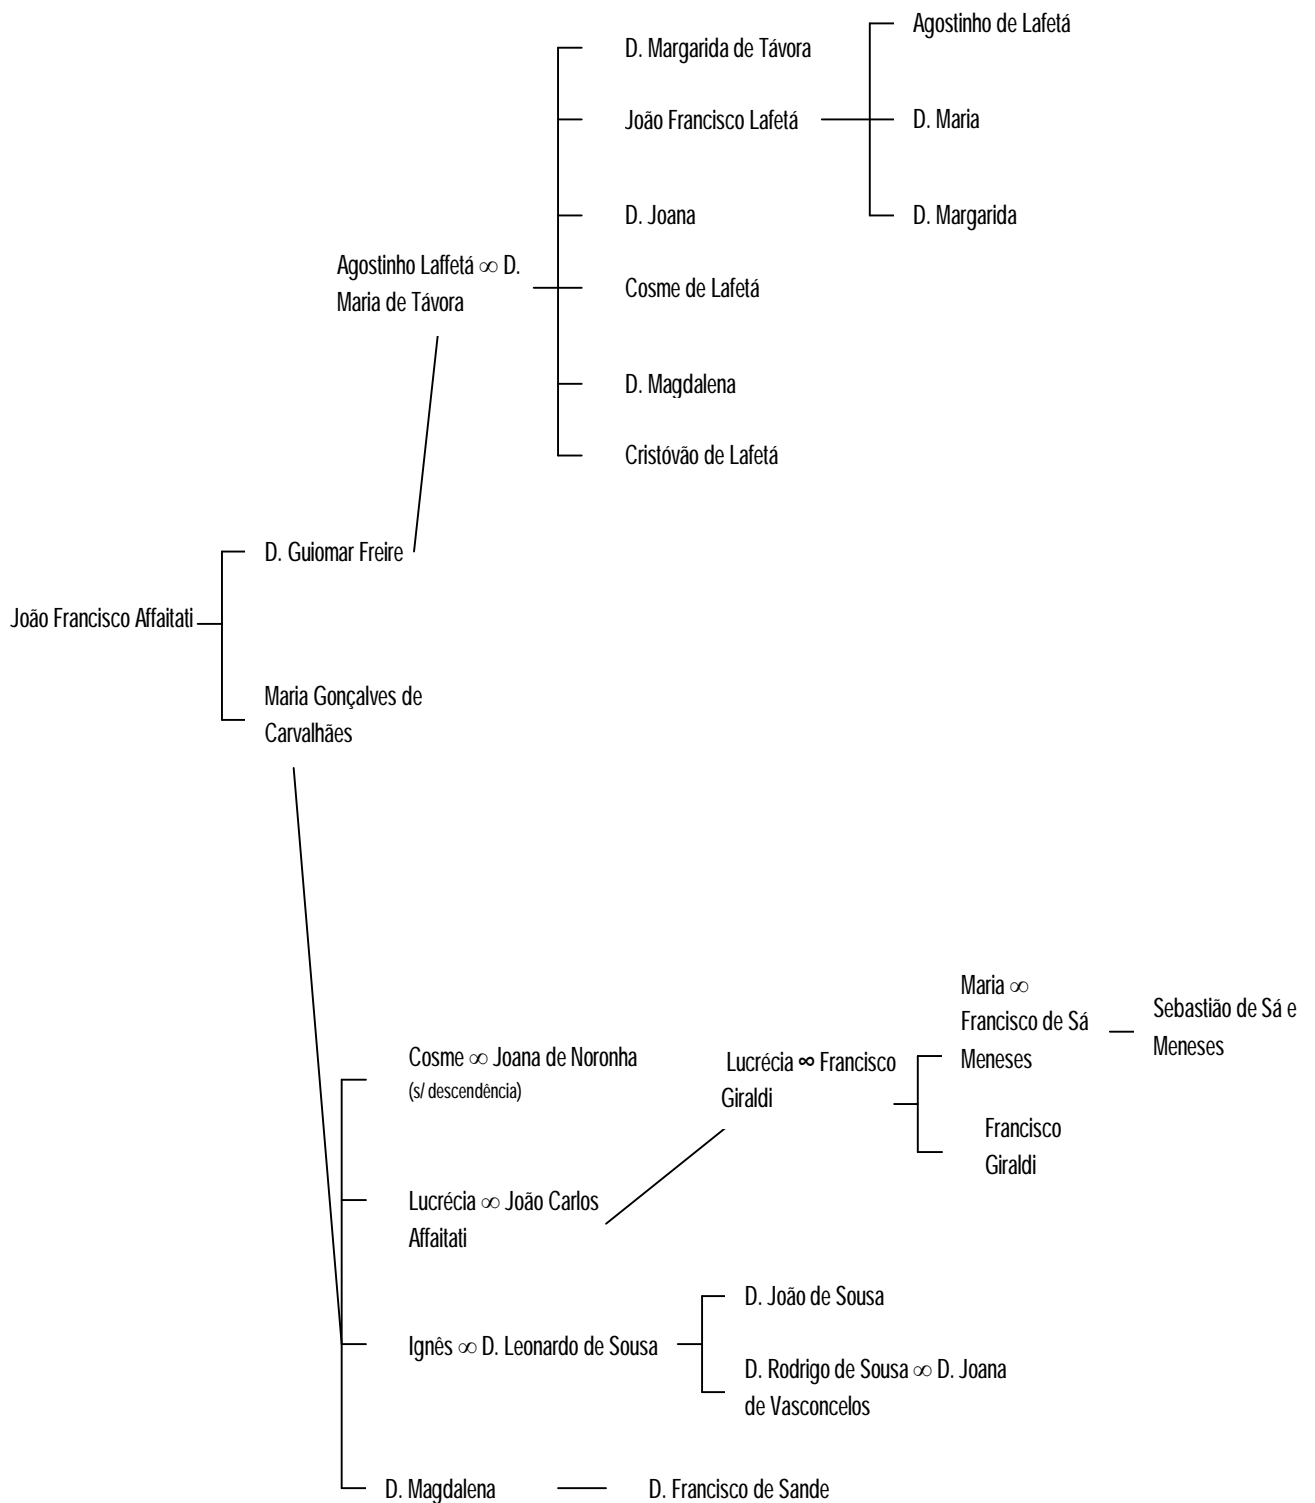 Agostinho de Lafetá
D. Margarida de Távora
João Francisco Lafetá
D. Maria
D. Joana
D. Margarida
Agostinho Laffetá ∞ D.
Maria de Távora
Cosme de Lafetá
D. Magdalena
Cristóvão de Lafetá
D. Guiomar Freire
João Francisco Affaitati
Maria Gonçalves de
Carvalhães
Maria ∞
Francisco de Sá
Meneses
Sebastião de Sá e
Meneses
Cosme ∞ Joana de Noronha
(s/ descendência)
Lucrécia ∞ Francisco
Giraldi
Francisco
Giraldi
Lucrécia ∞ João Carlos
Affaitati
D. João de Sousa
Ignês ∞ D. Leonardo de Sousa
D. Rodrigo de Sousa ∞ D. Joana
de Vasconcelos
D. Magdalena
D. Francisco de Sande